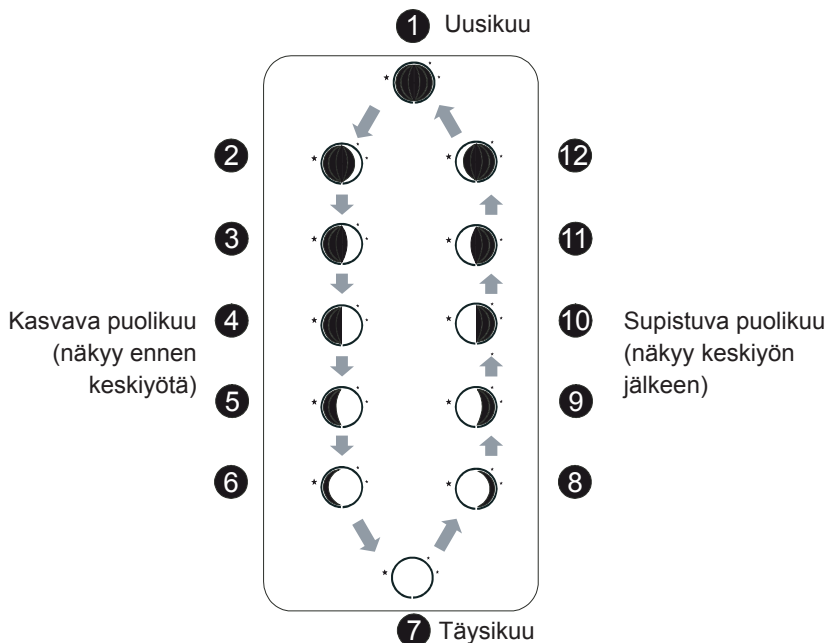 1 Uusikuu
2
12
3
11
Kasvava puolikuu
(näkyy ennen
keskiyötä)
4
10
Supistuva puolikuu
(näkyy keskiyön
jälkeen)
5
9
6
8
7 Täysikuu